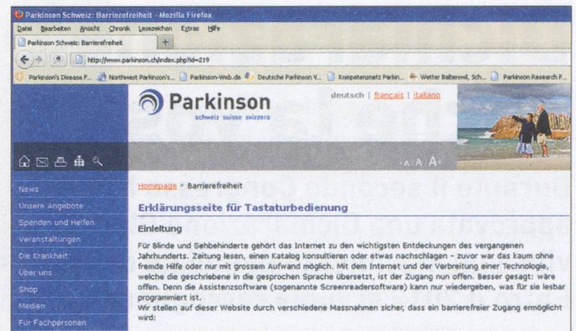 Parkinson Schweiz: Barrierefreiheit - Mozilla Firefox
Datei Bearbeiten Ansicht Chronik Lesezeichen Extras Hilfe
Parkinson Schweiz: Barrierefreiheit
http://www.parkinson.ch/index.php?id=219
Parkinson's Disease F... Northwest Parkinson's... Parkinson-Web.de Deutsche Parkinson V... Kompetenznetz Parkin... Wetter Balterswil, Sch... Parkinson Research F...
Parkinson
schweiz suisse svizzera
deutsch | français | italiano
A A A+
Homepage Barrierefreiheit
News
Unsere Angebote
Spenden und Helfen
Veranstaltungen
Die Krankheit
Über uns
Shop
Medien
Für Fachpersonen
Erklärungsseite für Tastaturbedienung
Einleitung
Für Blinde und Sehbehinderte gehört das Internet zu den wichtigsten Entdeckungen des vergangenen
Jahrhunderts. Zeitung lesen, einen Katalog konsultieren oder etwas nachschlagen - zuvor war das kaum ohne
fremde Hilfe oder nur mit grossem Aufwand möglich. Mit dem Internet und der Verbreitung einer Technologie,
welche die geschriebene in die gesprochen Sprache übersetzt, ist der Zugang nun offen. Besser gesagt: wäre
offen. Denn die Assistenzsoftware (sogenannte Screenreadersoftware) kann nur wiedergeben, was für sie lesbar
programmiert ist.
Wir stellen auf dieser Website durch verschiedene Massnahmen sicher, dass ein barrierefreier Zugang ermöglicht
wird: